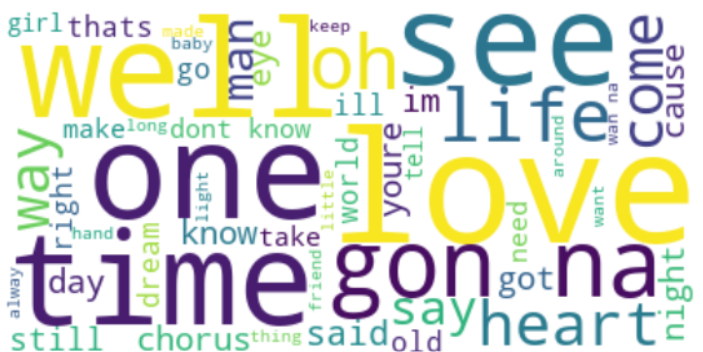 girl thats made baby keep
well go man eye oh see come cause
ill im life wan na
make long dont know
way one love youre tell around
right hand light little world want
know take need
time day dream friend gon na got night
alway say heart
still chorus thing said old